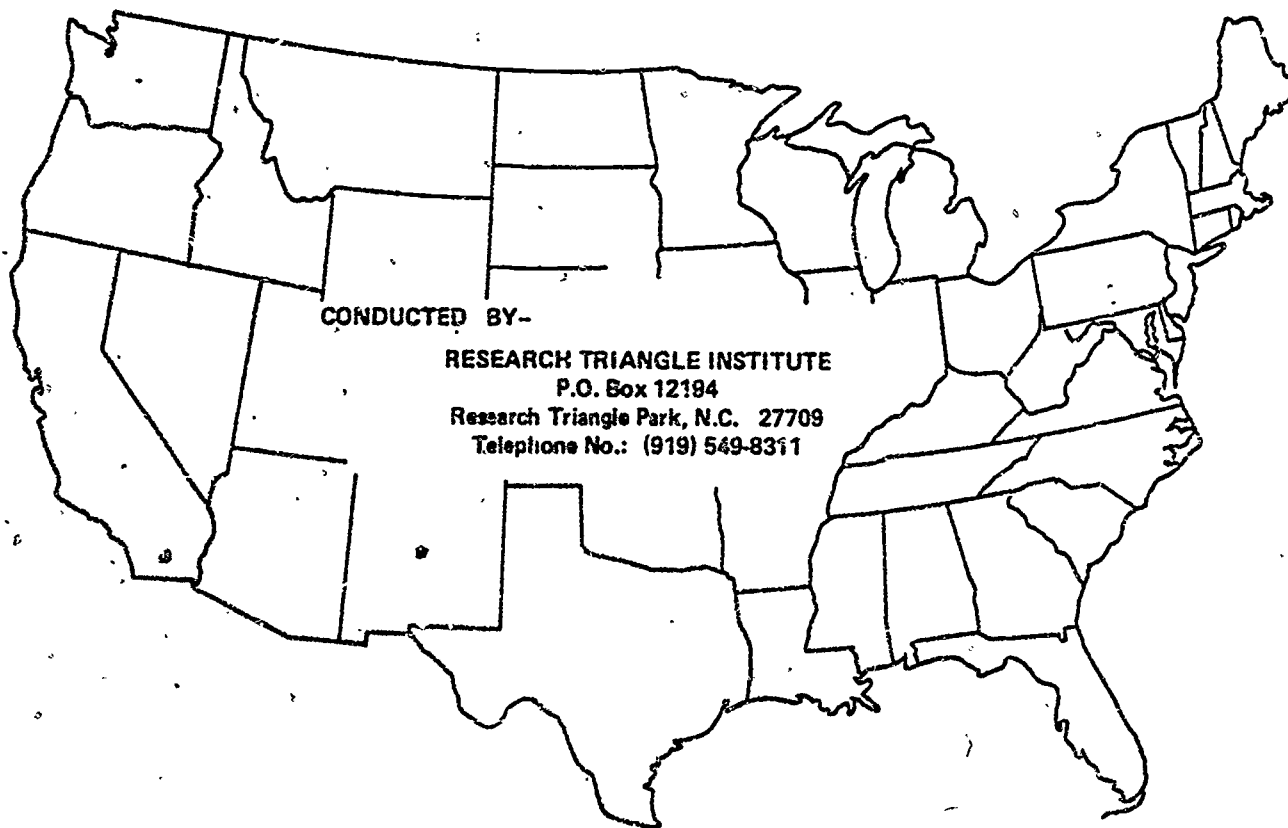 CONDUCTED BY-
RESEARCH TRIANGLE INSTITUTE
P.O. Box 12194
Research Triangle Park, N.C. 27709
Telephone No.: (919) 549-8311